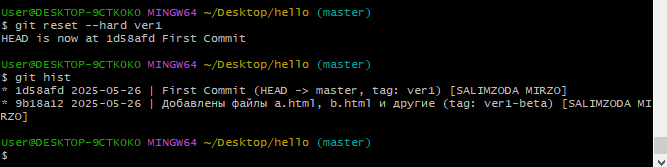 User@DESKTOP-9CTKOKO MINGW64 ~/Desktop/hello (master)
$ git reset --hard ver1
HEAD is now at 1d58afd First Commit
User@DESKTOP-9CTKOKO MINGW64 ~/Desktop/hello (master)
$ git hist
* 1d58afd 2025-05-26 | First Commit (HEAD -> master, tag: ver1) [SALIMZODA MIRZO]
* 9b18a12 2025-05-26 | Добавлены файлы a.html, b.html и другие (tag: ver1-beta) [SALIMZODA MI
RZO]
User@DESKTOP-9CTKOKO MINGW64 ~/Desktop/hello (master)
$